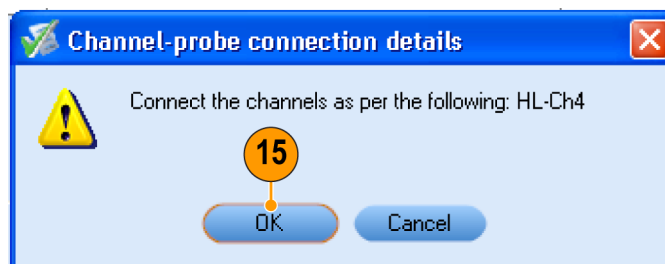 Channel-probe connection details
Connect the channels as per the following: HL-Ch4
15
OK Cancel